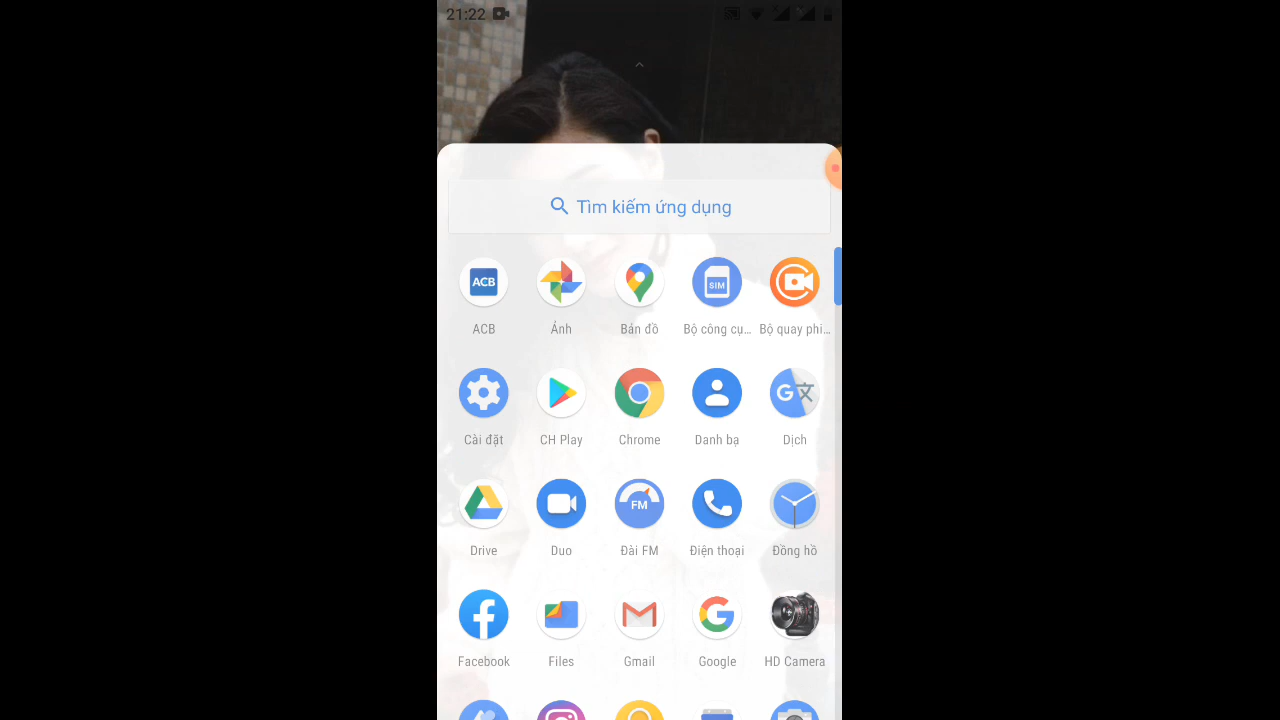 21:22
Tìm kiếm ứng dụng
ACB
SIM
ACB Ảnh Bản đồ Bộ công cụ... Bộ quay phi...
G
Cài đặt CH Play Chrome Danh bạ Dịch
FM
Drive Duo Đài FM Điện thoại Đồng hồ
Facebook Files Gmail Google HD Camera